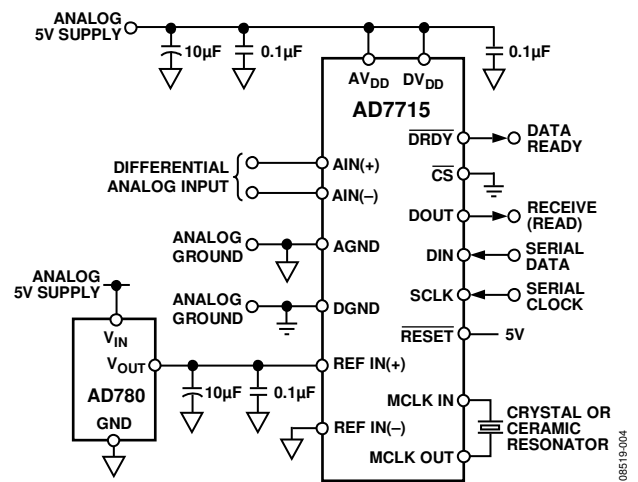 ANALOG
5V SUPPLY
10µF
0.1µF
0.1µF
AVDD
DVDD
AD7715
DRDY
DATA
READY
DIFFERENTIAL
ANALOG INPUT
AIN(+)
AIN(–)
CS
DOUT
RECEIVE
(READ)
ANALOG
GROUND
AGND
DIN
SERIAL
DATA
ANALOG
5V SUPPLY
ANALOG
GROUND
DGND
SCLK
SERIAL
CLOCK
RESET
5V
VIN
VOUT
AD780
GND
REF IN(+)
10µF
0.1µF
REF IN(–)
MCLK IN
MCLK OUT
CRYSTAL OR
CERAMIC
RESONATOR
08519-004